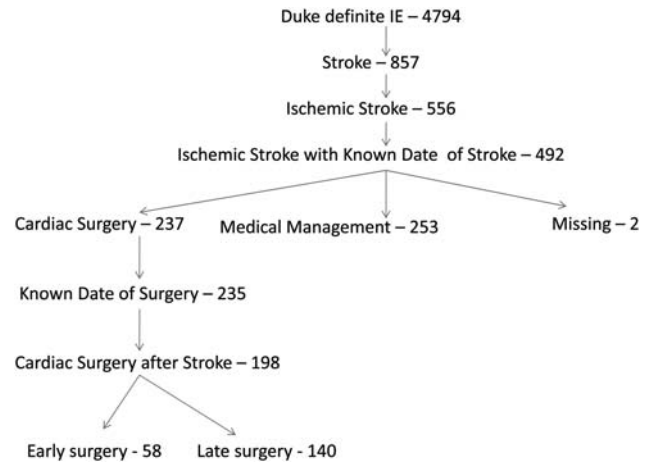 Duke definite IE – 4794
Stroke – 857
Ischemic Stroke – 556
Ischemic Stroke with Known Date of Stroke – 492
Cardiac Surgery – 237
Medical Management – 253
Missing – 2
Known Date of Surgery – 235
Cardiac Surgery after Stroke – 198
Early surgery - 58
Late surgery - 140